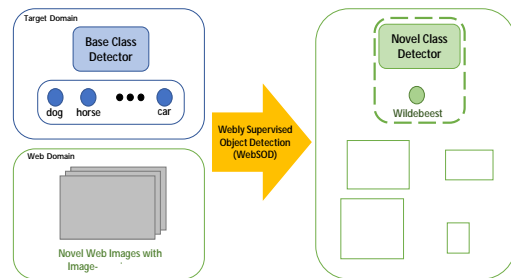 Target Domain
Base Class
Detector
dog horse car
Web Domain
Novel Web Images with
Image-
Webly Supervised
Object Detection
(WebSOD)
Novel Class
Detector
Wildebeest